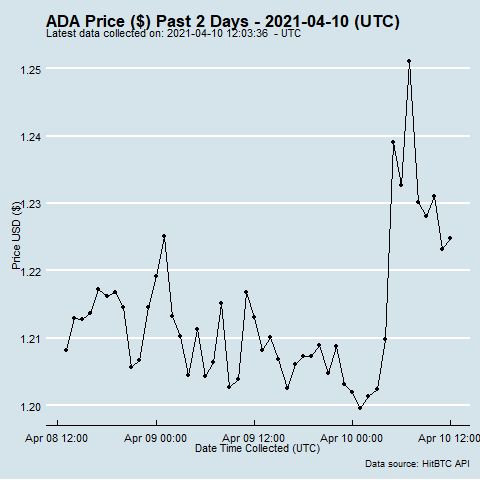 ADA Price ($) Past 2 Days - 2021-04-10 (UTC)
Latest data collected on: 2021-04-10 12:03:36 - UTC
1.25
1.24
1.23
1.22
1.21
1.20
Price USD ($)
Apr 08 12:00
Apr 09 00:00
Apr 09 12:00
Apr 10 00:00
Apr 10 12:00
Date Time Collected (UTC)
Data source: HitBTC API